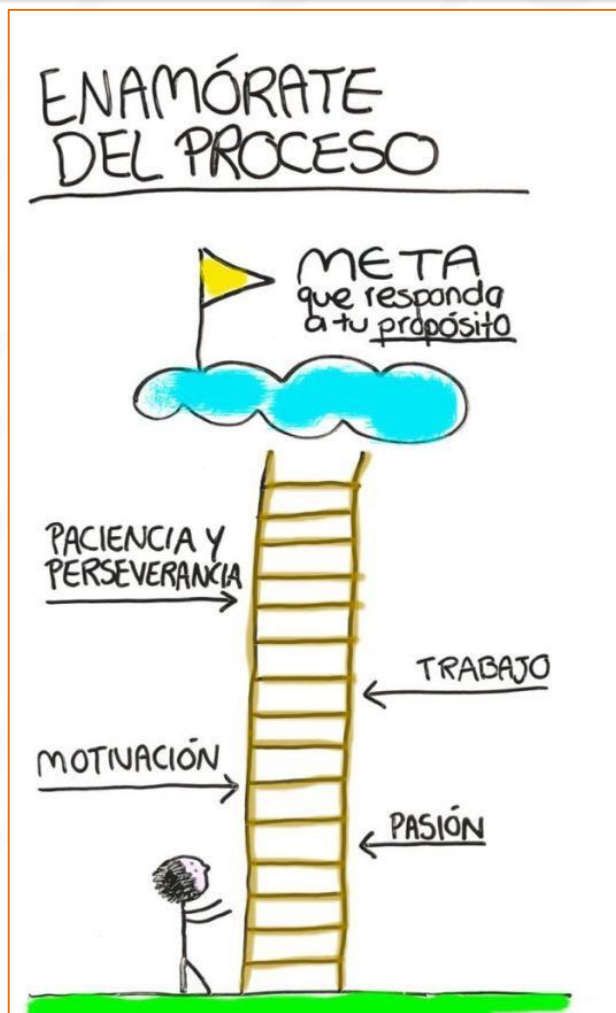 ENAMÓRATE
DEL PROCESO
META
que responda
a tu propósito
PACIENCIA Y
PERSEVERANCIA
TRABAJO
MOTIVACIÓN
PASIÓN